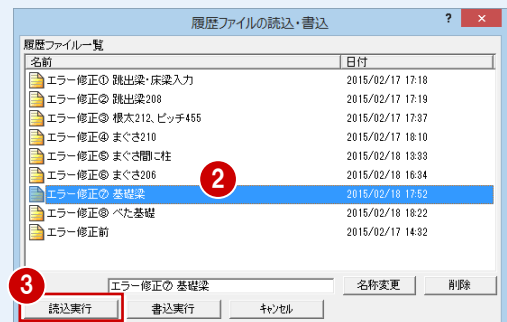 履歴ファイルの読込・書込 ? ×
履歴ファイル一覧
名前 日付
エラー修正① 跳出梁・床梁入力 2015/02/17 17:18
エラー修正② 跳出梁208 2015/02/17 17:19
エラー修正③ 根太212、ピッチ455 2015/02/17 17:37
エラー修正④ まぐさ210 2015/02/17 18:10
エラー修正⑤ まぐさ間に柱 2015/02/18 13:33
エラー修正⑥ まぐさ206 2015/02/18 16:34
エラー修正⑦ 基礎梁 2015/02/18 17:52
エラー修正⑧ べた基礎 2015/02/18 18:22
エラー修正前 2015/02/17 14:32
2
3
エラー修正⑦ 基礎梁 名称変更 削除
読込実行 書込実行 キャンセル